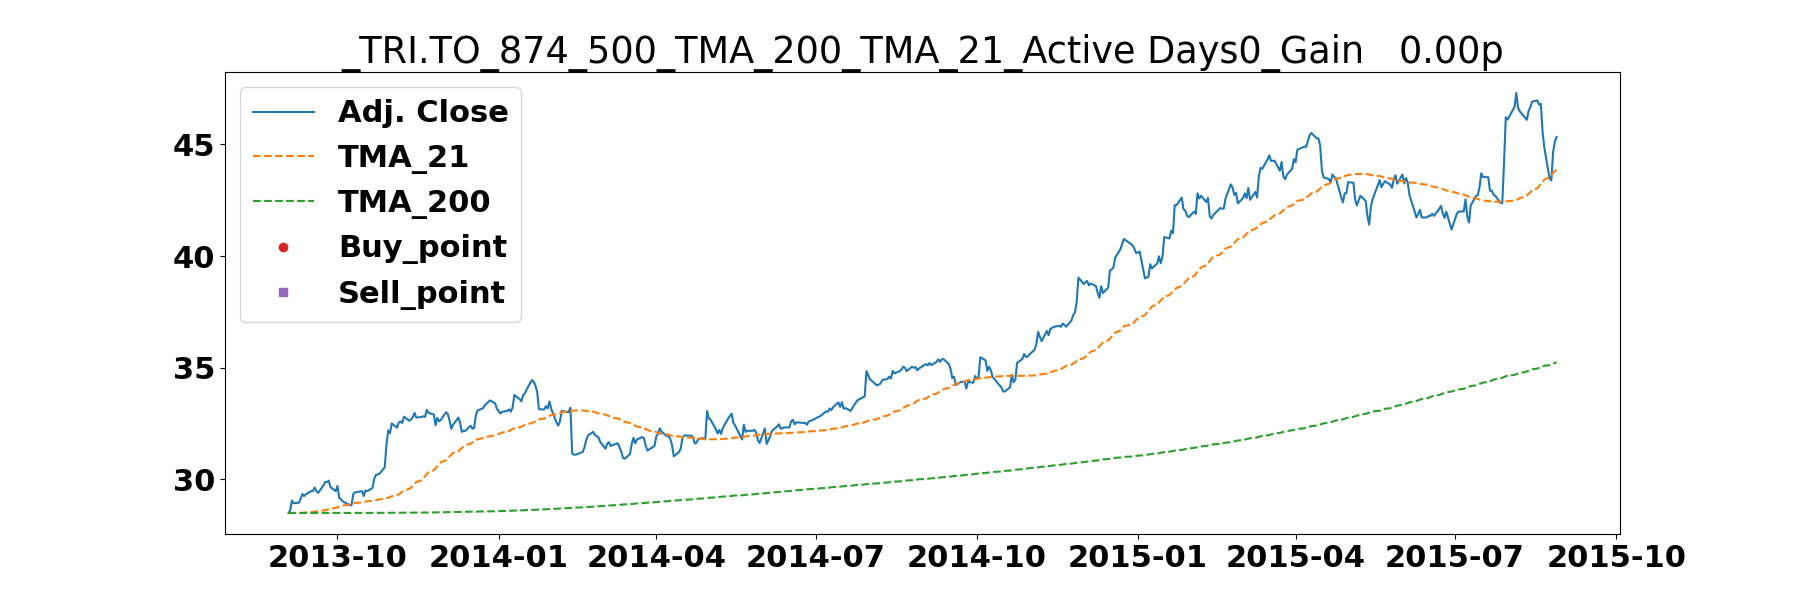 _TRI.TO_874_500_TMA_200_TMA_21_Active Days0_Gain   0.00p
Adj. Close
TMA_21
TMA_200
Buy_point
Sell_point
45
40
35
30
2013-10 2014-01 2014-04 2014-07 2014-10 2015-01 2015-04 2015-07 2015-10